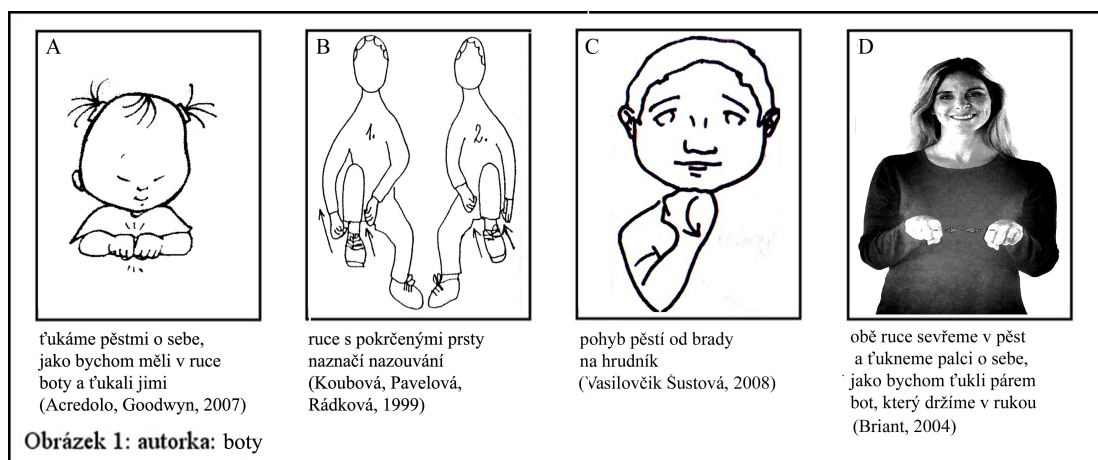 A
ťukáme pěstmi o sebe,
jako bychom měli v ruce
boty a ťukali jimi
(Acredolo, Goodwyn, 2007)
B
1.
2.
ruce s pokrčenými prsty
naznačí nazouvání
(Koubová, Pavelová,
Rádková, 1999)
C
pohyb pěstí od brady
na hrudník
(Vasilovčik Šustová, 2008)
D
obě ruce sevřeme v pěst
a ťukneme palci o sebe,
jako bychom ťukli párem
bot, který držíme v rukou
(Briant, 2004)
Obrázek 1: autorka: boty